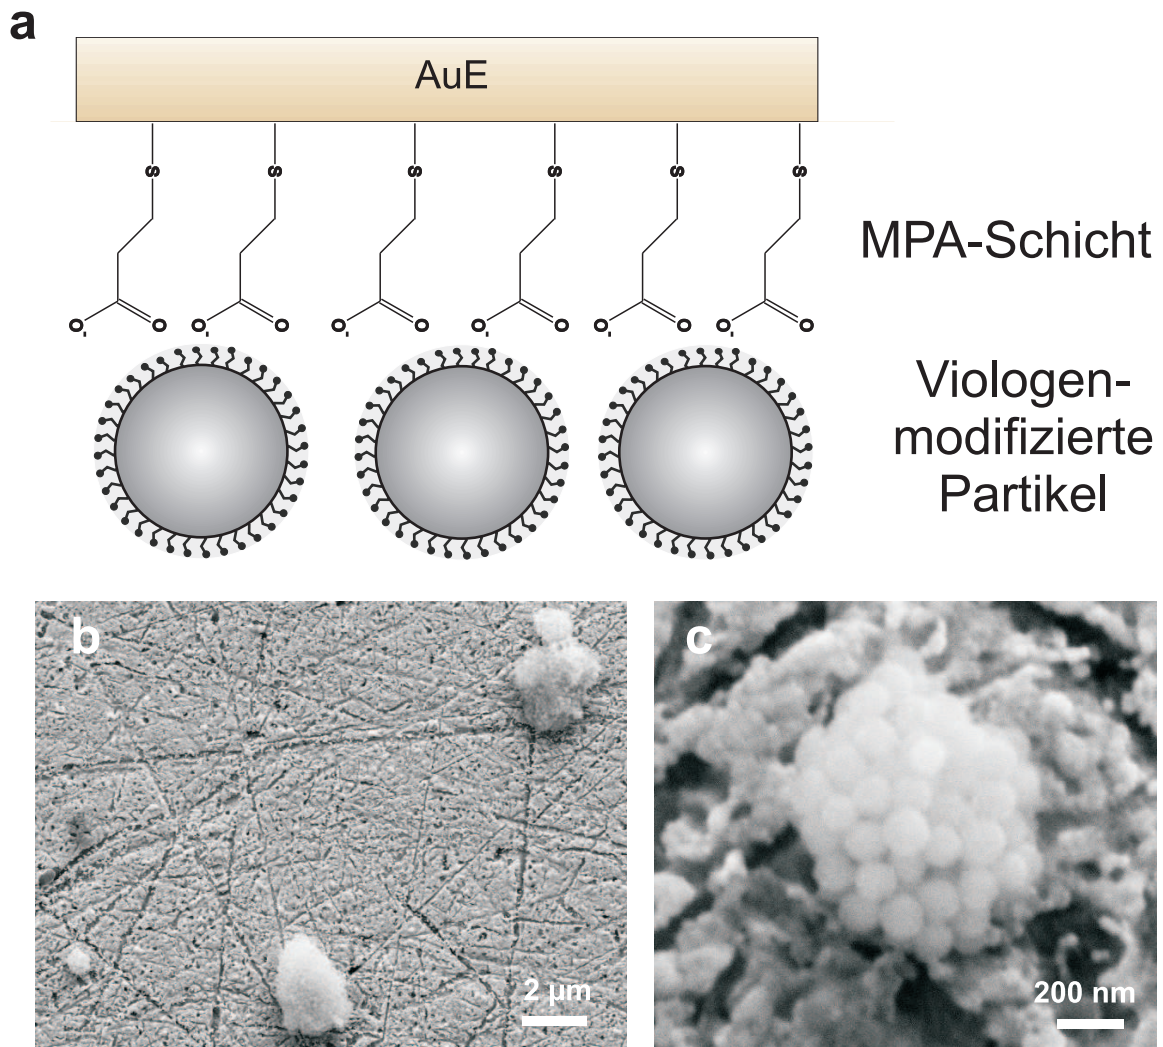 a
AuE
S S S S S S
MPA-Schicht
O O O O O O O O O O O O
- - - - - -
Viologen-
modifizierte
Partikel
b
c
2 µm
200 nm